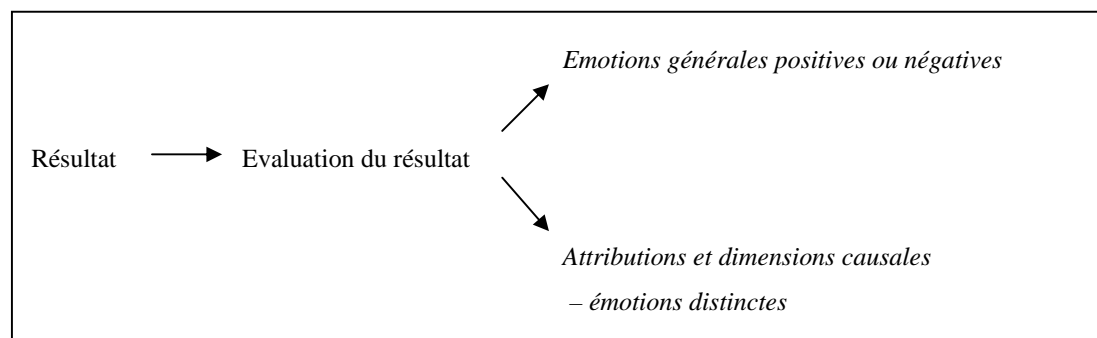 Emotions générales positives ou négatives
Résultat
Evaluation du résultat
Attributions et dimensions causales
– émotions distinctes